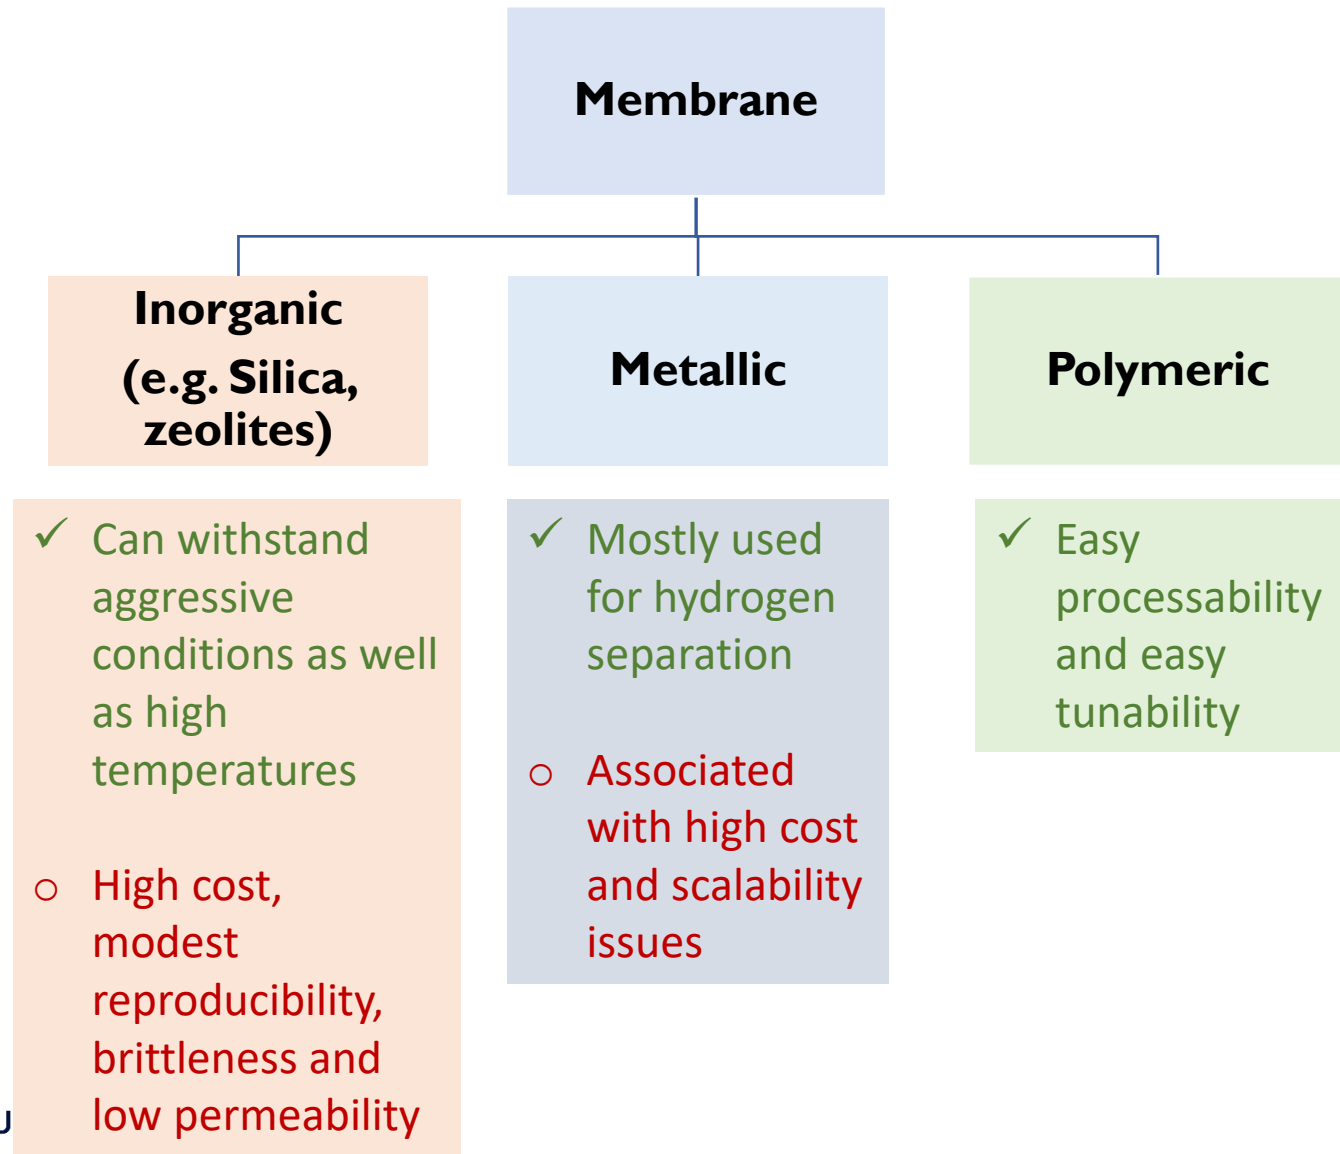 Membrane
Inorganic
(e.g. Silica,
zeolites)
Metallic
Polymeric
✓ Can withstand
aggressive
conditions as well
as high
temperatures
o High cost,
modest
reproducibility,
brittleness and
low permeability
✓ Mostly used
for hydrogen
separation
o Associated
with high cost
and scalability
issues
✓ Easy
processability
and easy
tunability